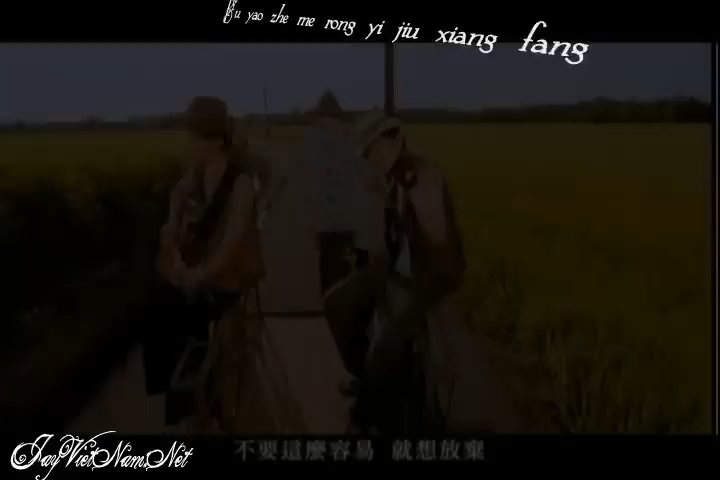 Bu yao zhe me rong yi jiu xiang fang
不要這麼容易 就想放棄
JayVietNam.Net